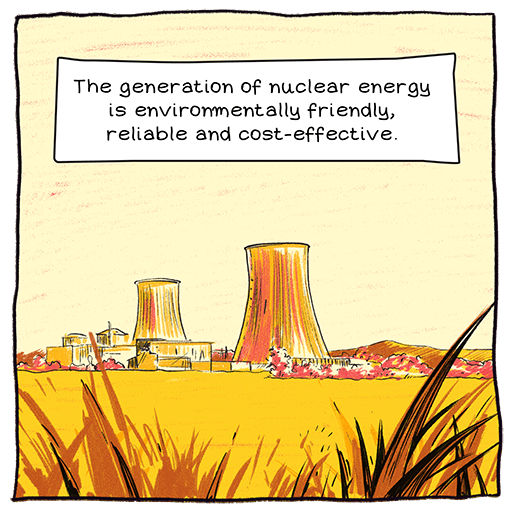 The generation of nuclear energy
is environmentally friendly,
reliable and cost-effective.